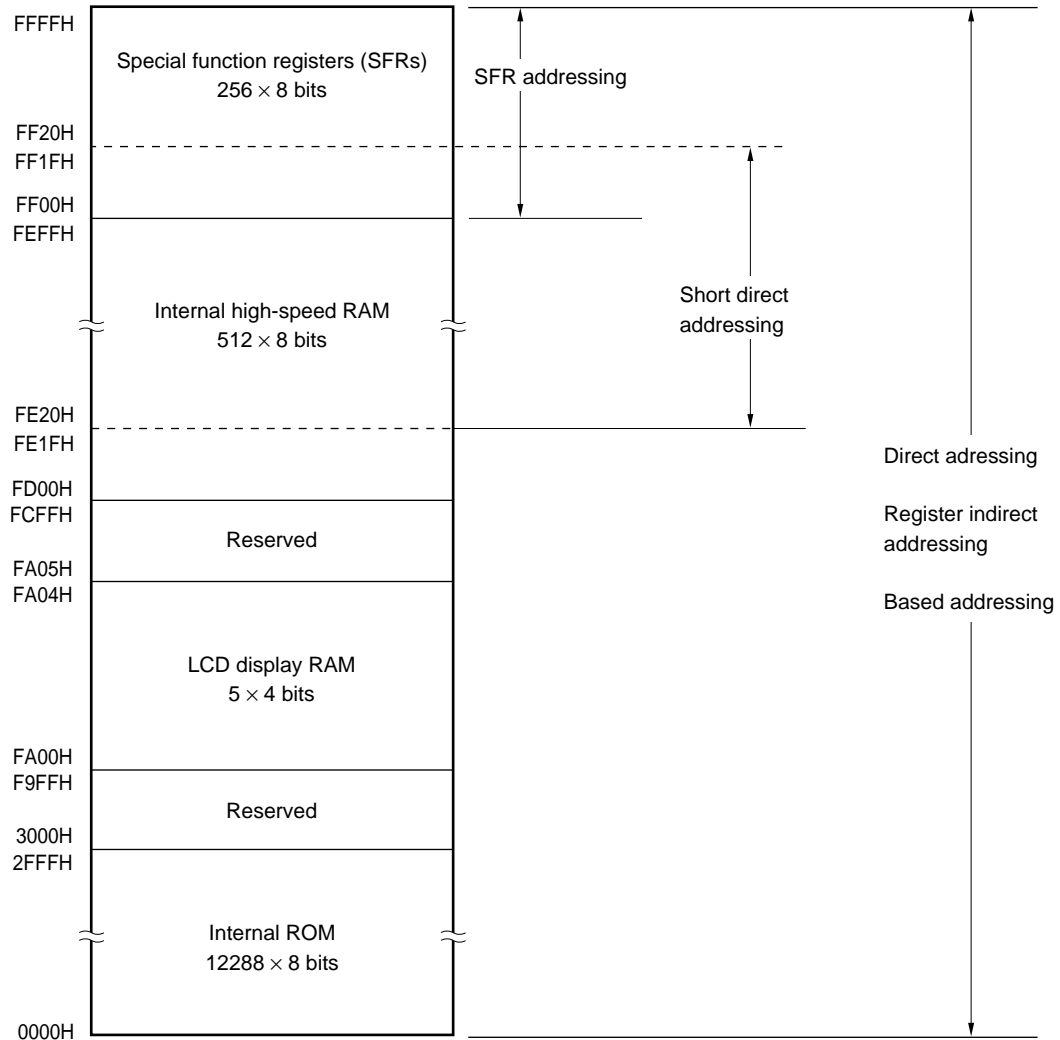 FFFFH
Special function registers (SFRs)
256 × 8 bits
SFR addressing
FF20H
FF1FH
FF00H
FEFFH
Internal high-speed RAM
512 × 8 bits
Short direct
addressing
FE20H
FE1FH
Direct adressing
Register indirect
addressing
Based addressing
FD00H
FCFFH
Reserved
FA05H
FA04H
LCD display RAM
5 × 4 bits
FA00H
F9FFH
Reserved
3000H
2FFFH
Internal ROM
12288 × 8 bits
0000H